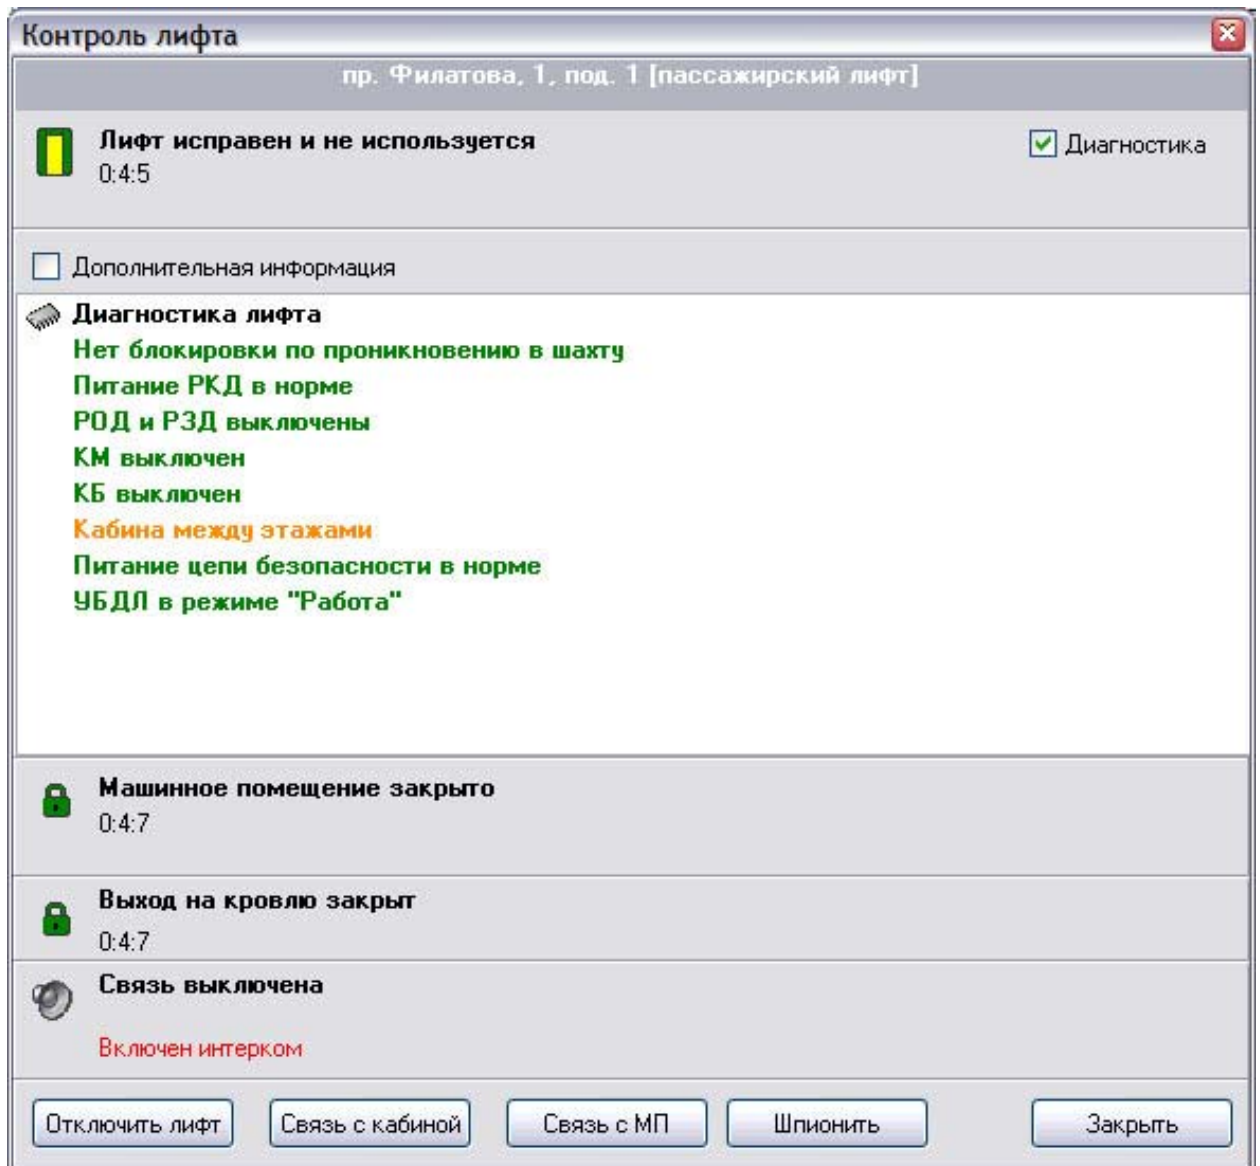 Контроль лифта
пр. Филатова, 1, под. 1 [пассажирский лифт]
Лифт исправен и не используется
Диагностика
0:4:5
Дополнительная информация
Диагностика лифта
Нет блокировки по проникновению в шахту
Питание РКД в норме
РОД и РЗД выключены
КМ выключен
КБ выключен
Кабина между этажами
Питание цепи безопасности в норме
УБДЛ в режиме "Работа"
Машинное помещение закрыто
0:4:7
Выход на кровлю закрыт
0:4:7
Связь выключена
Включен интерком
Отключить лифт Связь с кабиной Связь с МП Шпионить Закрыть